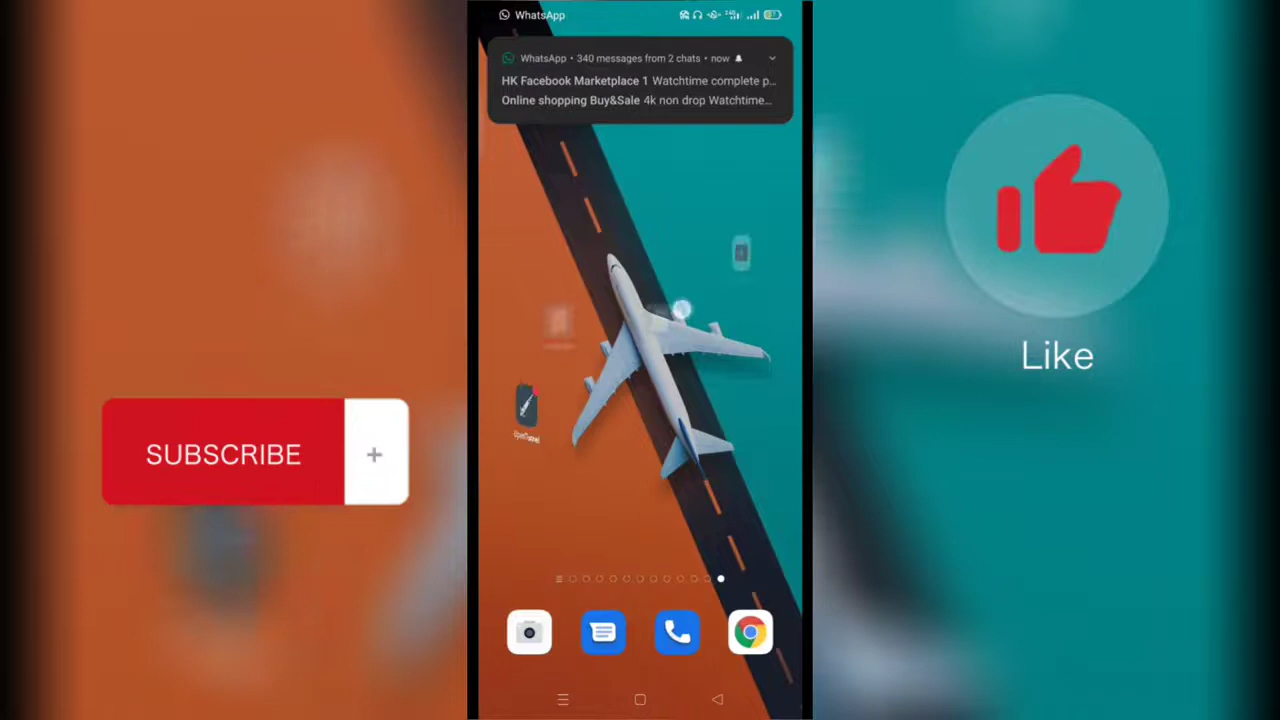 WhatsApp
WhatsApp • 340 messages from 2 chats • now
HK Facebook Marketplace 1 Watchtime complete p...
Online shopping Buy&Sale 4k non drop Watchtime...
Like
SUBSCRIBE +